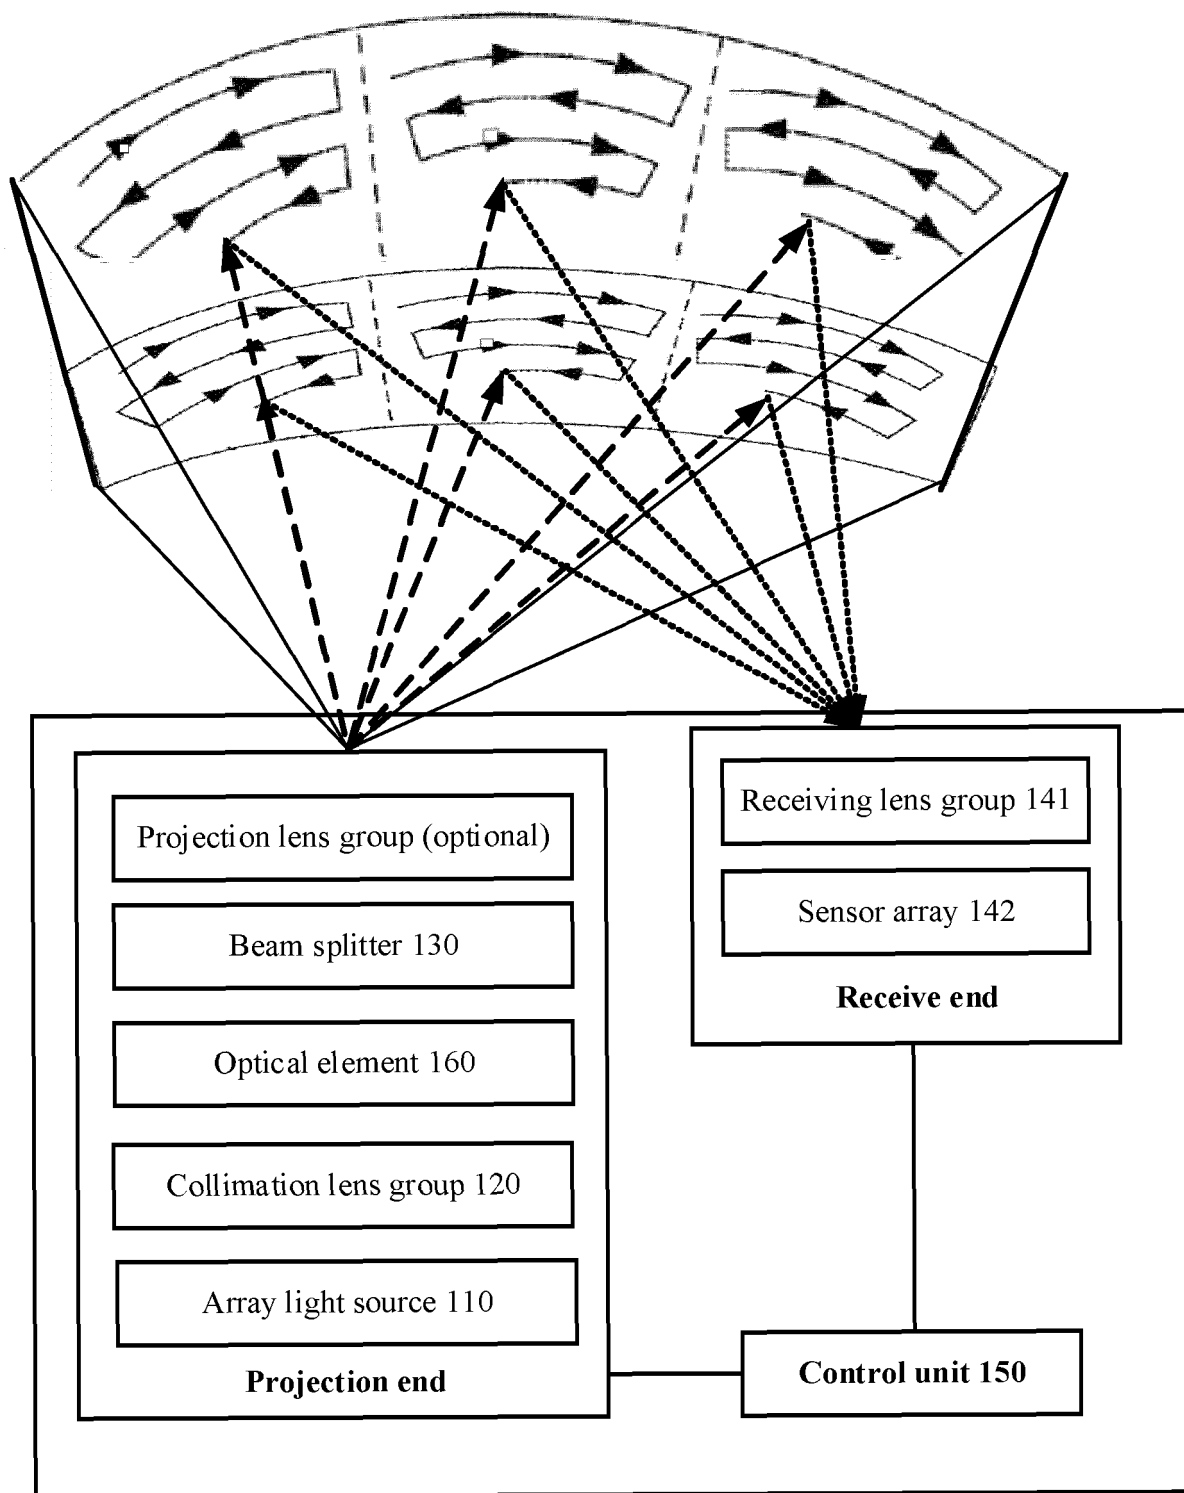 Projection lens group (optional)
Beam splitter 130
Optical element 160
Collimation lens group 120
Array light source 110
Projection end
Receiving lens group 141
Sensor array 142
Receive end
Control unit 150